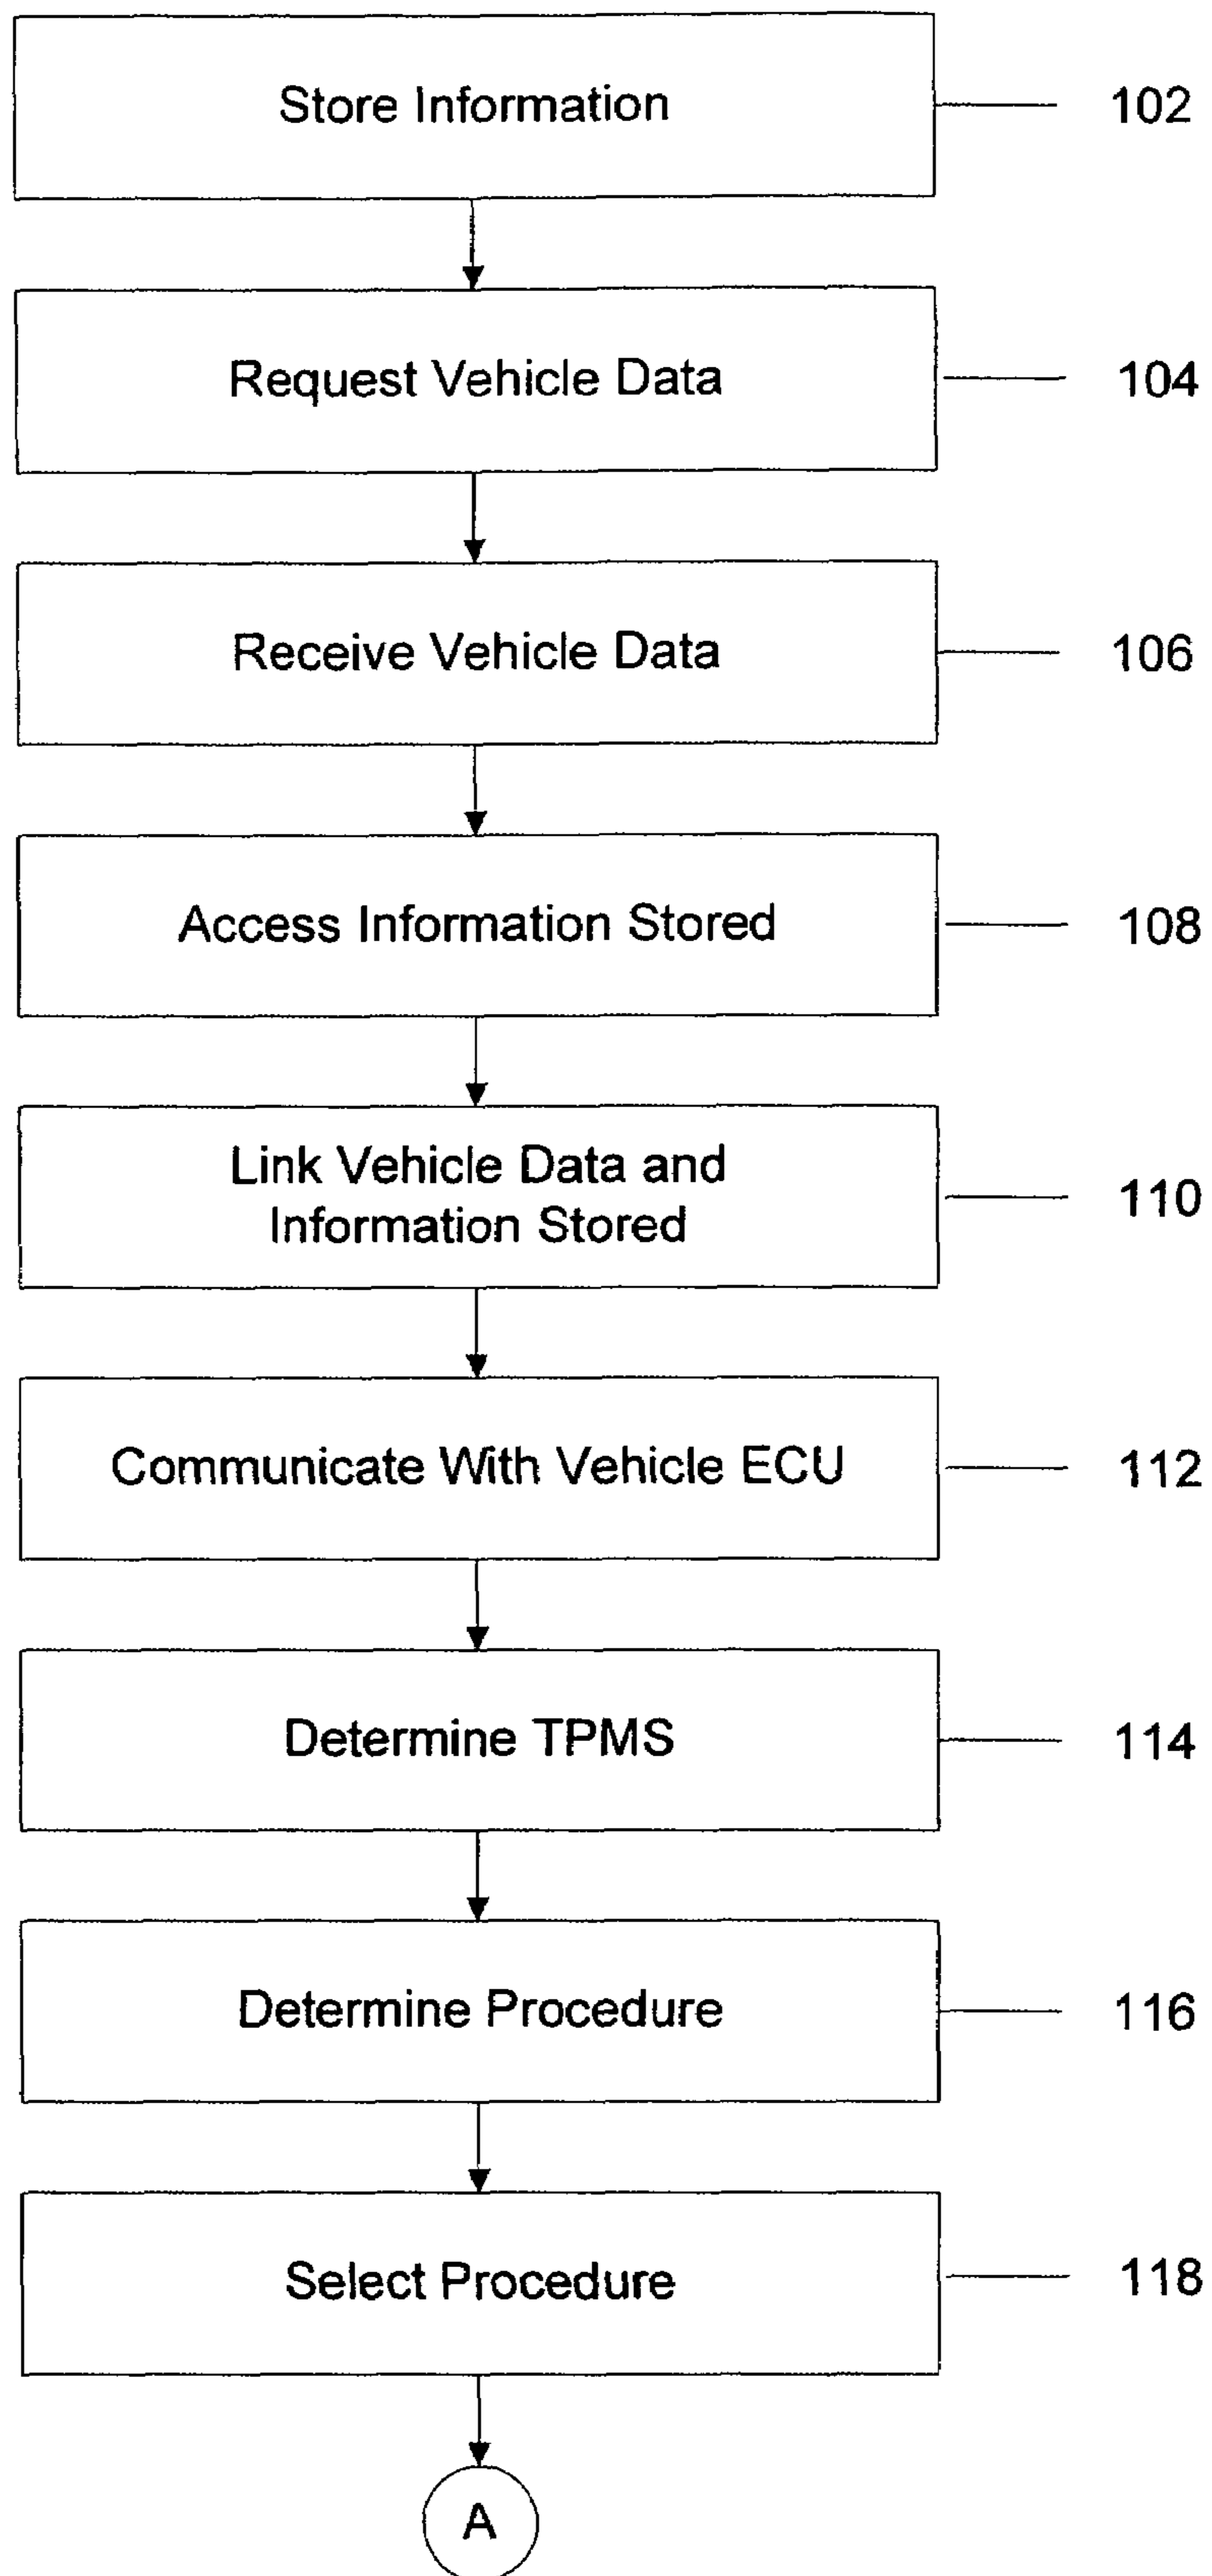 Store Information
102
Request Vehicle Data
104
Receive Vehicle Data
106
Access Information Stored
108
Link Vehicle Data and
Information Stored
110
Communicate With Vehicle ECU
112
Determine TPMS
114
Determine Procedure
116
Select Procedure
118
A